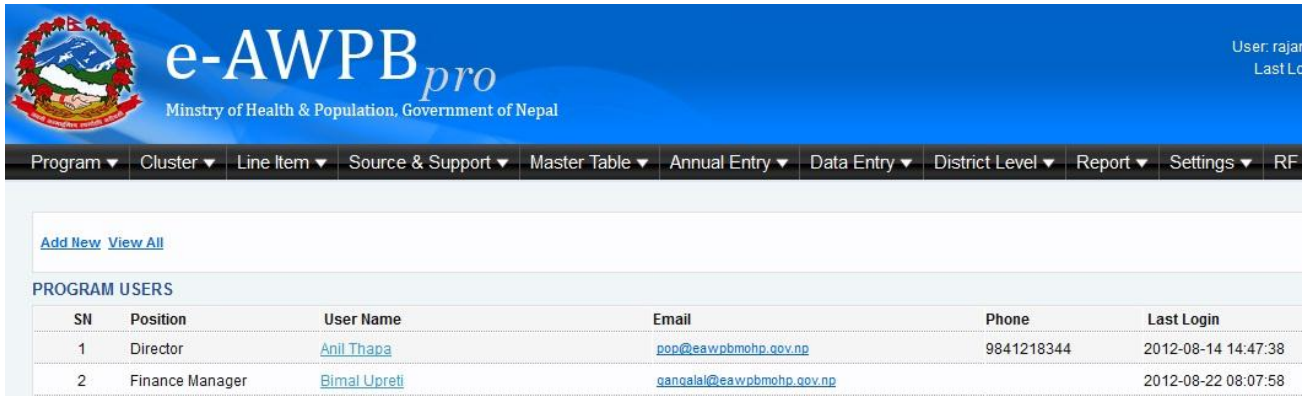 e-AWPB pro
User: rajan
Last Lo
Minstry of Health & Population, Government of Nepal
Program Cluster Line Item Source & Support Master Table Annual Entry Data Entry District Level Report Settings RF
Add New View All
PROGRAM USERS
SN Position User Name Email Phone Last Login
1 Director Anil Thapa pop@eawpbmohp.gov.np 9841218344 2012-08-14 14:47:38
2 Finance Manager Bimal Upreti gangalal@eawpbmohp.gov.np 2012-08-22 08:07:58